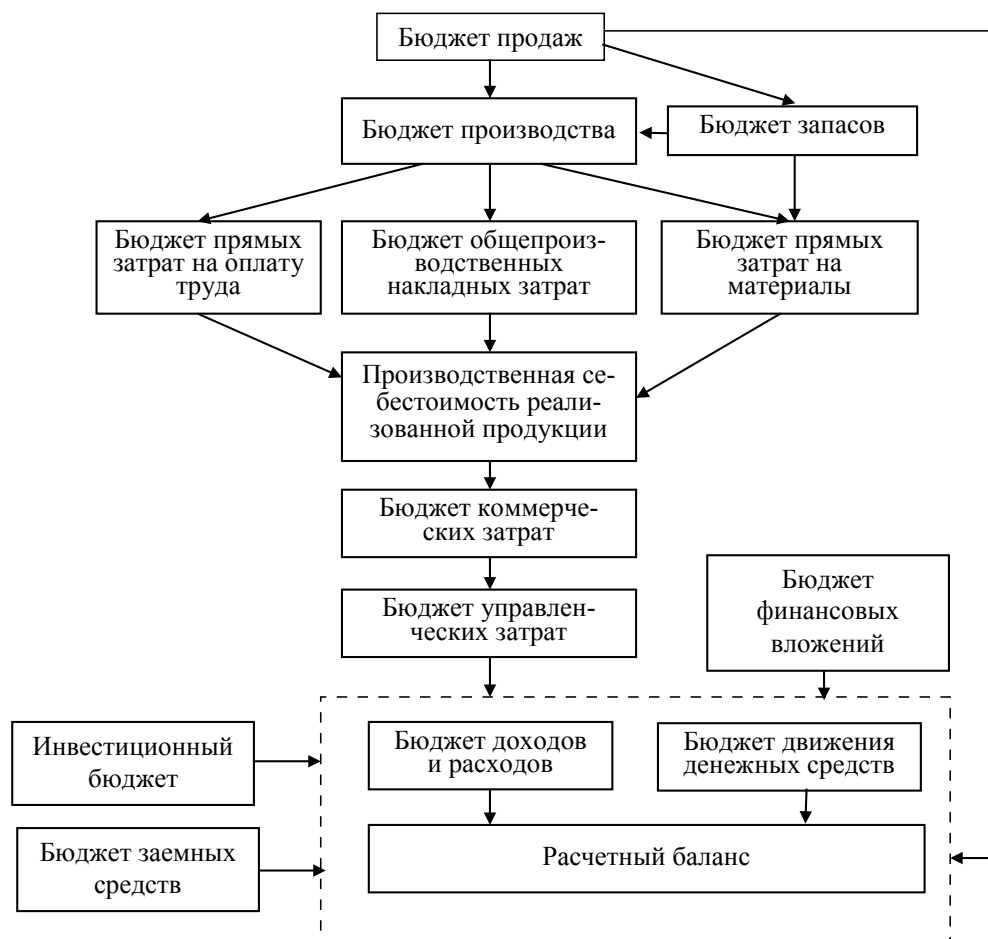 Бюджет продаж
Бюджет производства
Бюджет запасов
Бюджет прямых
затрат на оплату
труда
Бюджет общепроиз-
водственных
накладных затрат
Бюджет прямых
затрат на
материалы
Производственная се-
бестоимость реали-
зованной продукции
Бюджет коммерче-
ских затрат
Бюджет управлен-
ческих затрат
Бюджет
финансовых
вложений
Инвестиционный
бюджет
Бюджет доходов
и расходов
Бюджет движения
денежных средств
Бюджет заемных
средств
Расчетный баланс